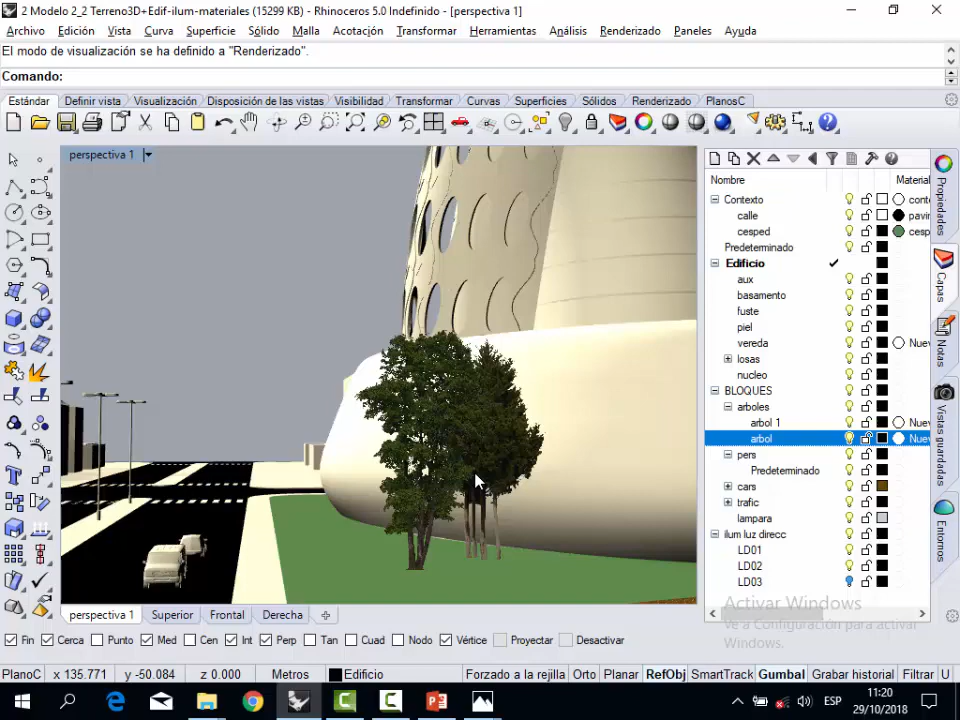 2 Modelo 2_2 Terreno3D+Edif-ilum-materiales (15299 KB) - Rhinoceros 5.0 Indefinido - [perspectiva 1]
Archivo Edición Vista Curva Superficie Sólido Malla Acotación Transformar Herramientas Análisis Renderizado Paneles Ayuda
El modo de visualización se ha definido a "Renderizado".
Comando:
Estándar Definir vista Visualización Disposición de las vistas Visibilidad Transformar Curvas Superficies Sólidos Renderizado PlanosC
perspectiva 1
Nombre Material
Contexto conte
calle pavin
cesped cesp
Predeterminado
Edificio
aux
basamento
fuste
piel
vereda Nuev
losas
nucleo
BLOQUES
arboles
arbol 1 Nuev
arbol Nuev
pers
Predeterminado
cars
trafic
lampara
ilum luz direcc
LD01
LD02
LD03
Propiedades
Capas
Notas
Vistas guardadas
Entornos
Activar Windows
Ve a Configuración para activar
Windows.
perspectiva 1 Superior Frontal Derecha
Fin Cerca Punto Med Cen Int Perp Tan Cuad Nodo Vértice Proyectar Desactivar
PlanoC x 135.771 y -50.084 z 0.000 Metros Edificio Forzado a la rejilla Orto Planar RefObj SmartTrack Gumbal Grabar historial Filtrar U
ESP 11:20
29/10/2018